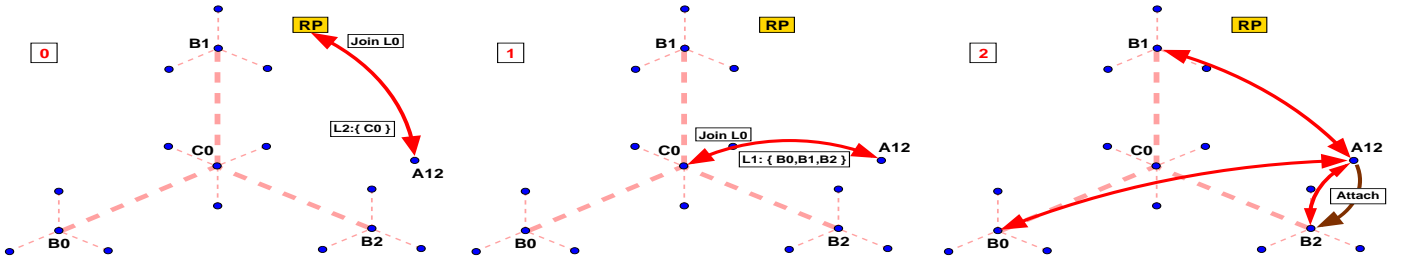 0
RP
B1
Join L0
L2:{ C0 }
C0
A12
B0
B2
1
RP
B1
Join L0
C0
L1: { B0,B1,B2 }
A12
B0
B2
2
RP
B1
C0
A12
Attach
B0
B2